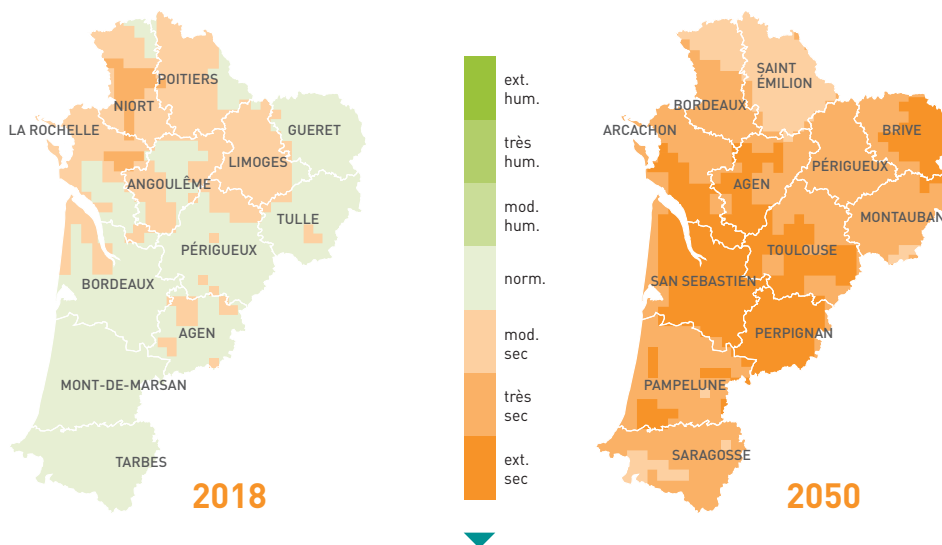 POITIERS
NIORT
LA ROCHELLE
GUERET
LIMOGES
ANGOULÊME
TULLE
PÉRIGUEUX
BORDEAUX
AGEN
MONT-DE-MARSAN
TARBES
2018
ext.
hum.
très
hum.
mod.
hum.
norm.
mod.
sec
très
sec
ext.
sec
SAINT
ÉMILION
BORDEAUX
ARCACHON
BRIVE
PÉRIGUEUX
AGEN
MONTAUBAN
TOULOUSE
SAN SEBASTIEN
PERPIGNAN
PAMPELUNE
SARAGOSSE
2050